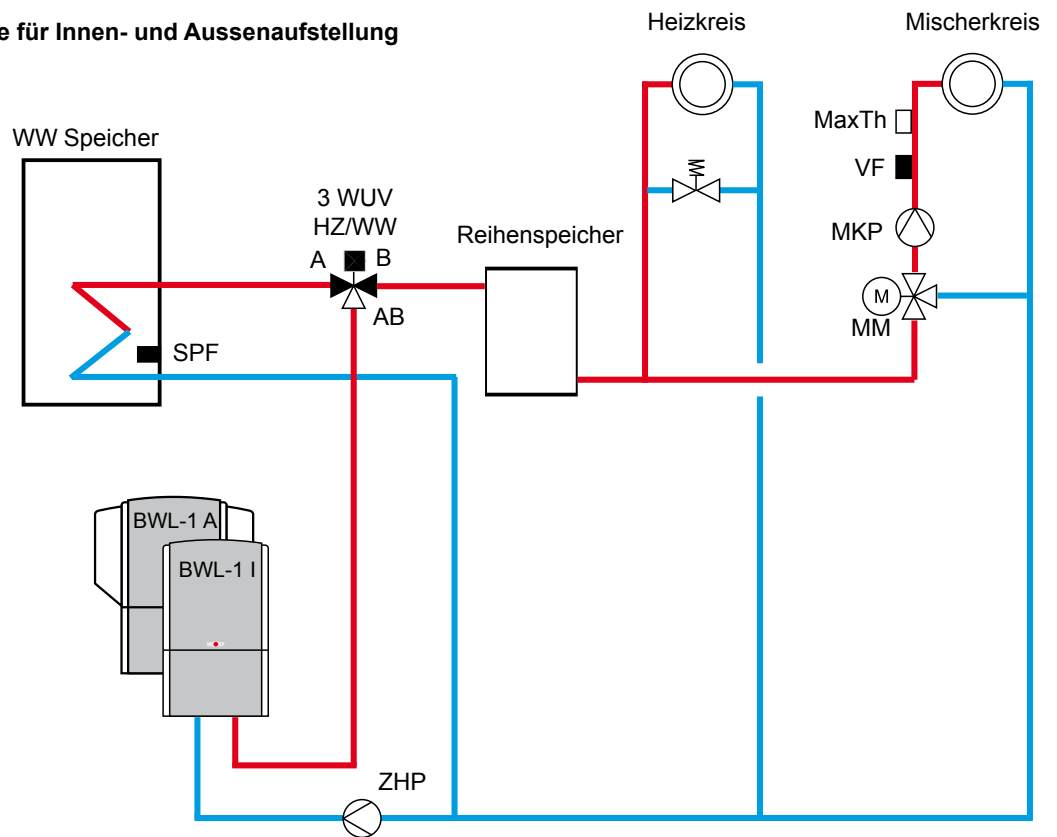 e für Innen- und Aussenaufstellung
Heizkreis
Mischerkreis
WW Speicher
MaxTh
VF
3 WUV
HZ/WW
A
B
AB
Reihenspeicher
MKP
M
MM
SPF
BWL-1 A
BWL-1 I
ZHP